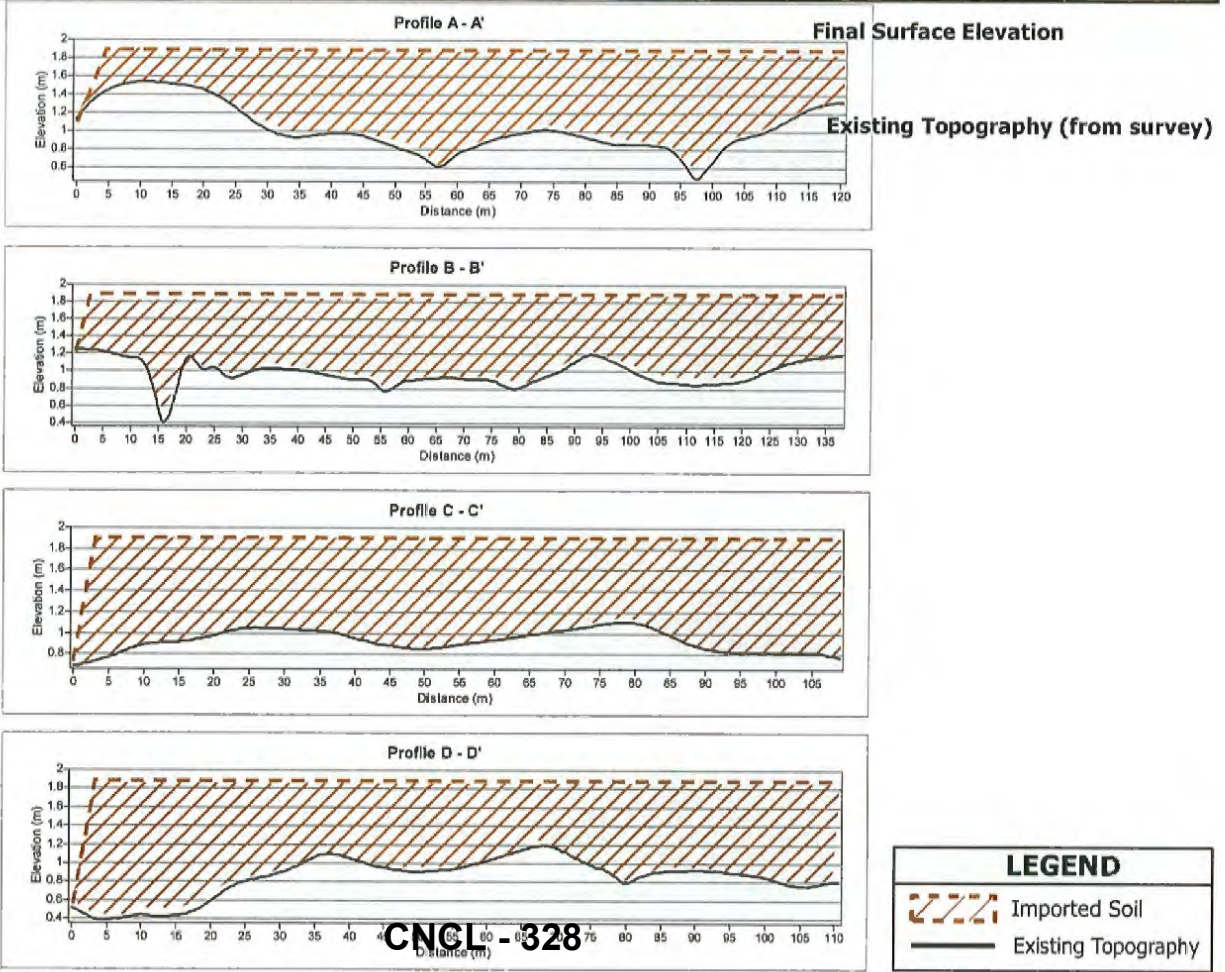 Profile A - A'
Final Surface Elevation
Existing Topography (from survey)
Elevation (m)
2
1.8
1.6
1.4
1.2
1
0.8
0.6
0 5 10 15 20 25 30 35 40 45 50 55 60 65 70 75 80 85 90 95 100 105 110 115 120
Distance (m)
Profile B - B'
Elevation (m)
2
1.8
1.6
1.4
1.2
1
0.8
0.6
0.4
0 5 10 15 20 25 30 35 40 45 50 55 60 65 70 75 80 85 90 95 100 105 110 115 120 125 130 135
Distance (m)
Profile C - C'
Elevation (m)
2
1.8
1.6
1.4
1.2
1
0.8
0 5 10 15 20 25 30 35 40 45 50 55 60 65 70 75 80 85 90 95 100 105
Distance (m)
Profile D - D'
Elevation (m)
2
1.8
1.6
1.4
1.2
1
0.8
0.6
0.4
0 5 10 15 20 25 30 35 40 75 80 85 90 95 100 105 110
Distance (m)
CNCL - 328
LEGEND
Imported Soil
Existing Topography